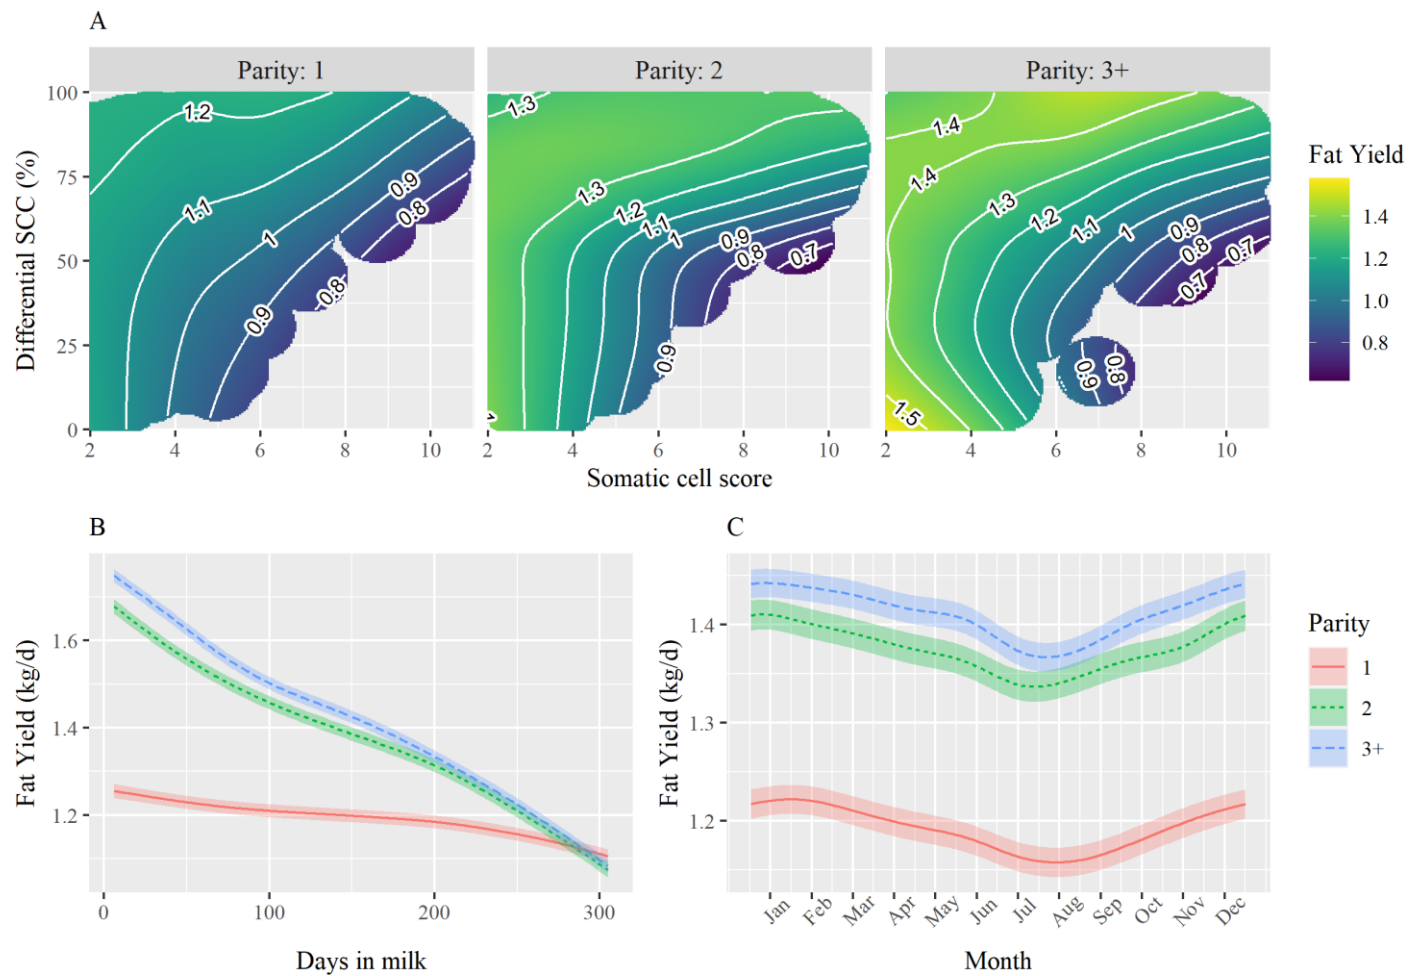 A
Parity: 1
Parity: 2
Parity: 3+
Differential SCC (%)
100
75
50
25
0
1.2
1.1
1
0.9
0.8
0.9
0.8
1.3
1.3
1.2
1.1
1
0.9
0.8
0.7
0.9
1.4
1.4
1.3
1.2
1.1
1
0.9
0.8
0.7
0.7
0.9
0.8
1.5
2 4 6 8 10
2 4 6 8 10
2 4 6 8 10
Somatic cell score
Fat Yield
1.4
1.2
1.0
0.8
B
Fat Yield (kg/d)
1.6
1.4
1.2
0 100 200 300
Days in milk
C
Fat Yield (kg/d)
1.4
1.3
1.2
Jan Feb Mar Apr May Jun Jul Aug Sep Oct Nov Dec
Month
Parity
1
2
3+